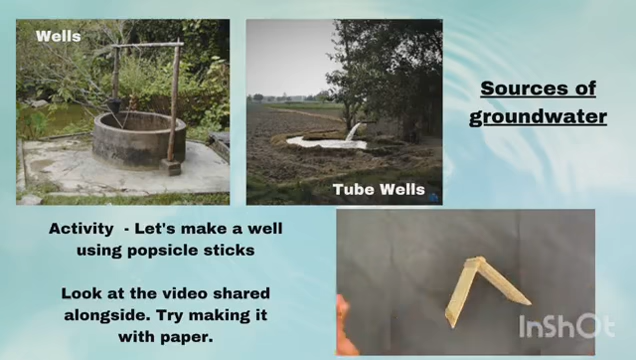 Wells
Tube Wells
Sources of
groundwater
Activity - Let's make a well
using popsicle sticks
Look at the video shared
alongside. Try making it
with paper.
InShOt